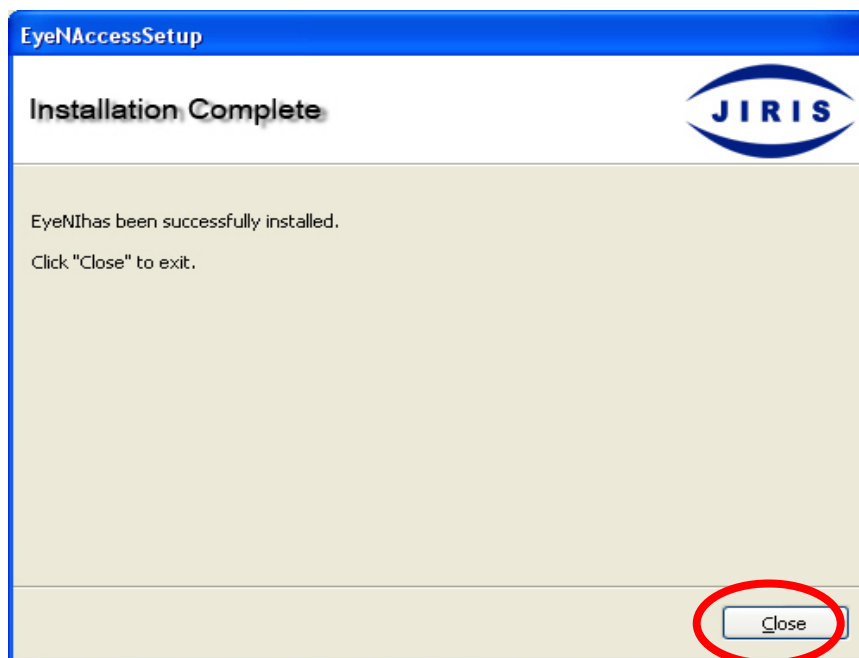 EyeNAccessSetup
Installation Complete
JIRIS
EyeNIhas been successfully installed.
Click "Close" to exit.
Close